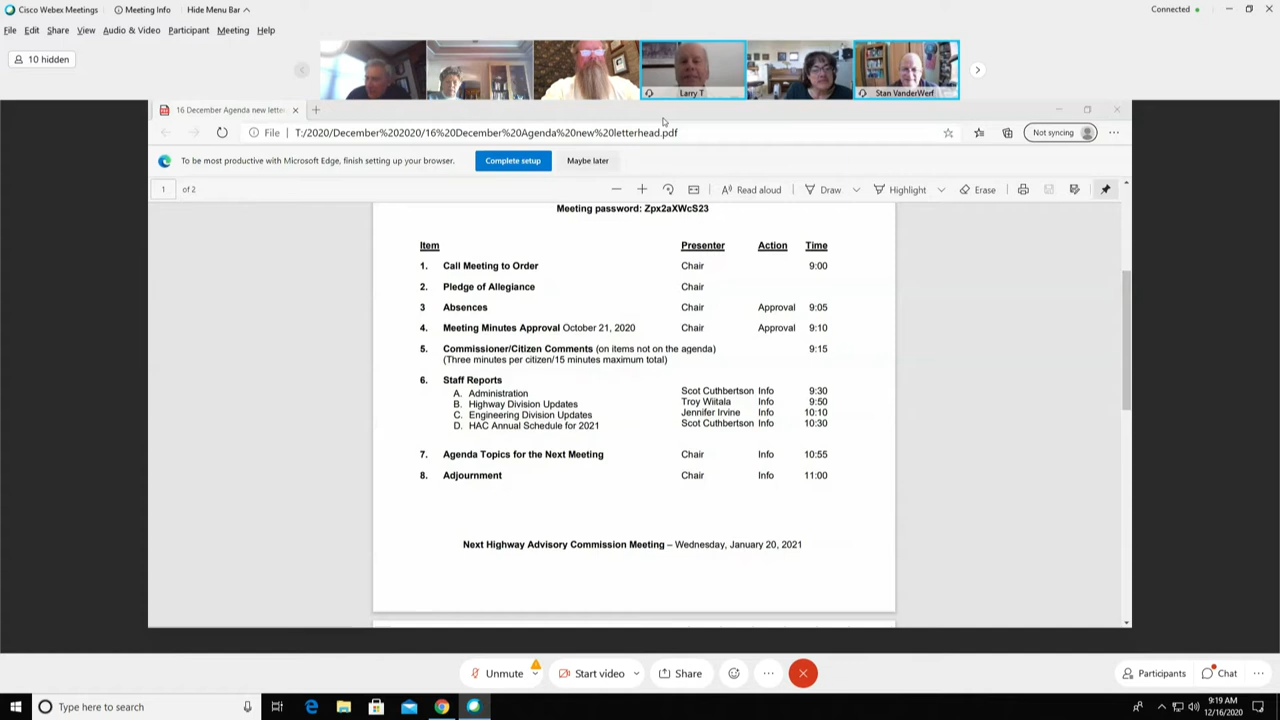 Cisco Webex Meetings
Meeting Info
Hide Menu Bar
Connected
File Edit Share View Audio & Video Participant Meeting Help
10 hidden
Larry T
Stan VanderWerf
16 December Agenda new lette
File T:/2020/December%202020/16%20December%20Agenda%20new%20letterhead.pdf
Not syncing
To be most productive with Microsoft Edge, finish setting up your browser.
Complete setup
Maybe later
1 of 2
Read aloud
Draw
Highlight
Erase
Meeting password: Zpx2aXWcS23
Item Presenter Action Time
1. Call Meeting to Order Chair 9:00
2. Pledge of Allegiance Chair
3 Absences Chair Approval 9:05
4. Meeting Minutes Approval October 21, 2020 Chair Approval 9:10
5. Commissioner/Citizen Comments (on items not on the agenda) 9:15
(Three minutes per citizen/15 minutes maximum total)
6. Staff Reports
A. Administration Scot Cuthbertson Info 9:30
B. Highway Division Updates Troy Wiitala Info 9:50
C. Engineering Division Updates Jennifer Irvine Info 10:10
D. HAC Annual Schedule for 2021 Scot Cuthbertson Info 10:30
7. Agenda Topics for the Next Meeting Chair Info 10:55
8. Adjournment Chair Info 11:00
Next Highway Advisory Commission Meeting – Wednesday, January 20, 2021
Unmute
Start video
Share
Participants
Chat
Type here to search
9:19 AM
12/16/2020